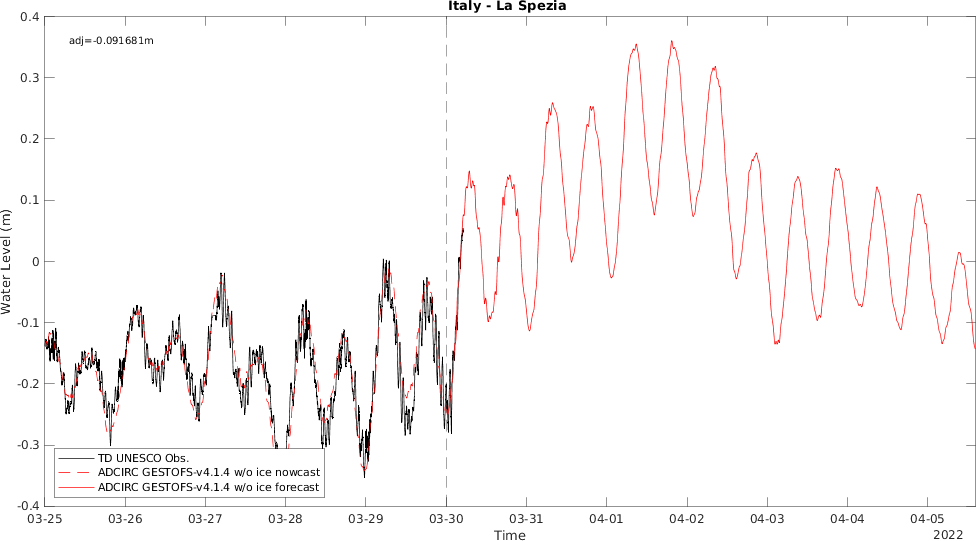 Italy - La Spezia
adj=-0.091681m
0.4
0.3
0.2
0.1
0
-0.1
-0.2
-0.3
-0.4
Water Level (m)
TD UNESCO Obs.
ADCIRC GESTOFS-v4.1.4 w/o ice nowcast
ADCIRC GESTOFS-v4.1.4 w/o ice forecast
03-25 03-26 03-27 03-28 03-29 03-30 03-31 04-01 04-02 04-03 04-04 04-05
Time
2022